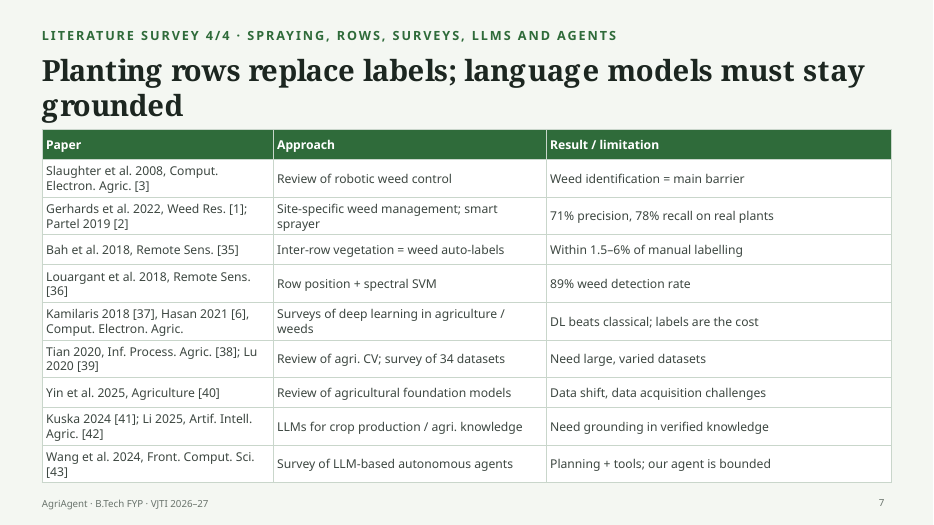 LITERATURE SURVEY 4/4 · SPRAYING, ROWS, SURVEYS, LLMS AND AGENTS
Planting rows replace labels; language models must stay
grounded
Paper
Approach
Result / limitation
Slaughter et al. 2008, Comput.
Electron. Agric. [3]
Review of robotic weed control
Weed identification = main barrier
Gerhards et al. 2022, Weed Res. [1];
Partel 2019 [2]
Site-specific weed management; smart
sprayer
71% precision, 78% recall on real plants
Bah et al. 2018, Remote Sens. [35]
Inter-row vegetation = weed auto-labels
Within 1.5–6% of manual labelling
Louargant et al. 2018, Remote Sens.
[36]
Row position + spectral SVM
89% weed detection rate
Kamilaris 2018 [37], Hasan 2021 [6],
Comput. Electron. Agric.
Surveys of deep learning in agriculture /
weeds
DL beats classical; labels are the cost
Tian 2020, Inf. Process. Agric. [38]; Lu
2020 [39]
Review of agri. CV; survey of 34 datasets
Need large, varied datasets
Yin et al. 2025, Agriculture [40]
Review of agricultural foundation models
Data shift, data acquisition challenges
Kuska 2024 [41]; Li 2025, Artif. Intell.
Agric. [42]
LLMs for crop production / agri. knowledge
Need grounding in verified knowledge
Wang et al. 2024, Front. Comput. Sci.
[43]
Survey of LLM-based autonomous agents
Planning + tools; our agent is bounded
AgriAgent · B.Tech FYP · VJTI 2026–27
7